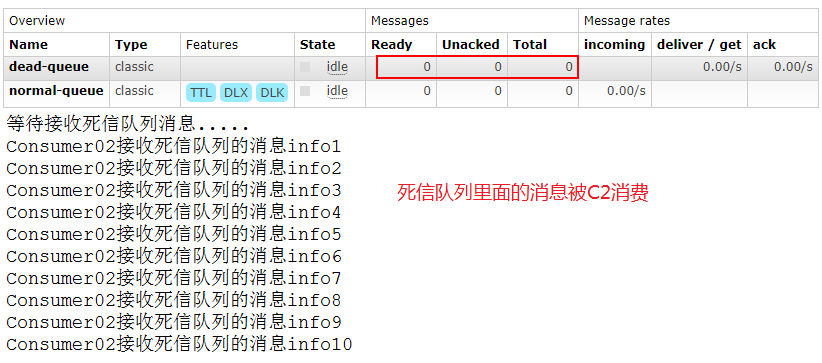 Overview Messages Message rates
Name Type Features State Ready Unacked Total incoming deliver / get ack
dead-queue classic idle 0 0 0 0.00/s 0.00/s
normal-queue classic TTL DLX DLK idle 0 0 0 0.00/s
等待接收死信队列消息.....
Consumer02接收死信队列的消息info1
Consumer02接收死信队列的消息info2
Consumer02接收死信队列的消息info3
死信队列里面的消息被C2消费
Consumer02接收死信队列的消息info4
Consumer02接收死信队列的消息info5
Consumer02接收死信队列的消息info6
Consumer02接收死信队列的消息info7
Consumer02接收死信队列的消息info8
Consumer02接收死信队列的消息info9
Consumer02接收死信队列的消息info10